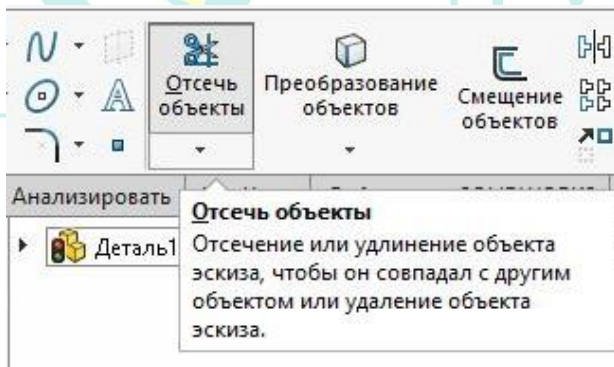 Отсечь
объекты
Преобразование
объектов
Смещение
объектов
Анализировать
Деталь1
Отсечь объекты
Отсечение или удлинение объекта
эскиза, чтобы он совпадал с другим
объектом или удаление объекта
эскиза.